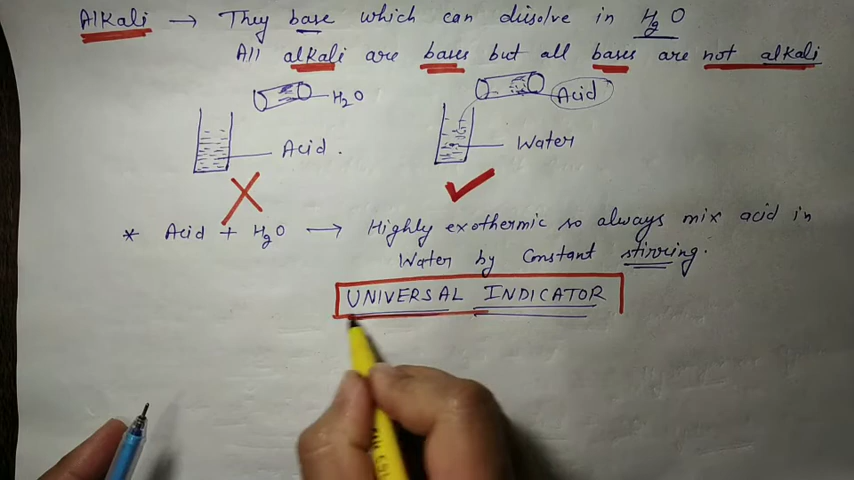 Alkali → They base which can dissolve in H2O
All alkali are bases but all bases are not alkali
H2O
Acid
Acid.
Water
* Acid + H2O → Highly exothermic so always mix acid in
Water by constant stirring.
UNIVERSAL INDICATOR